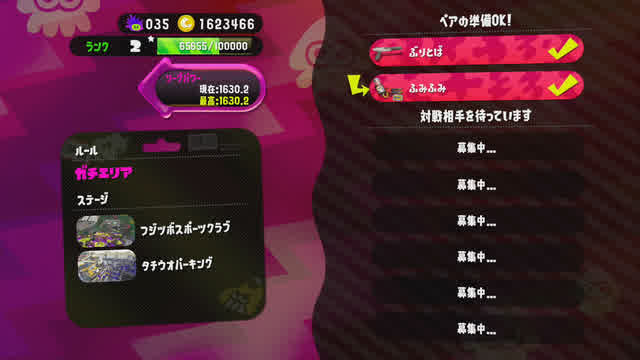 035 1623466
ランク 2 65655/100000
リーグパワー
現在:1630.2
最高:1630.2
ルール
ガチエリア
ステージ
フジツボスポーツクラブ
タチウオパーキング
ペアの準備OK!
ぷりとば
ふみふみ
対戦相手を待っています
募集中...
募集中...
募集中...
募集中...
募集中...
募集中...